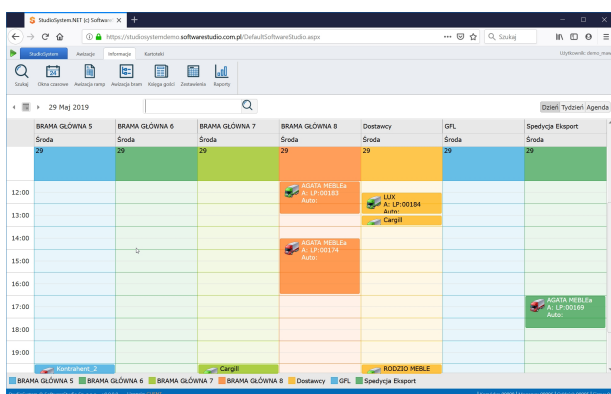 StudioSystem.NET (c) Softwar
https://studiosystemdemo.softwarestudio.com.pl/DefaultSoftwareStudio.aspx
Szukaj
StudioSystem Awizacje Informacje Kartoteki
Użytkownik: demo_maw
Szukaj Okna czasowe Awizacja ramp Awizacja bram Księga gości Zestawienie Raporty
29 Maj 2019
Dzień Tydzień Agenda
BRAMA GŁÓWNA 5 BRAMA GŁÓWNA 6 BRAMA GŁÓWNA 7 BRAMA GŁÓWNA 8 Dostawcy GFL Spedycja Eksport
Środa Środa Środa Środa Środa Środa Środa
29 29 29 29 29 29 29
12:00
AGATA MEBLEa
A: LP:00183
Auto:
LUX
A: LP:00184
Auto:
13:00
Cargill
14:00
AGATA MEBLEa
A: LP:00174
Auto:
15:00
16:00
17:00
AGATA MEBLEa
A: LP:00169
Auto:
18:00
19:00
Kontrahent_2 Cargill RODZIO MEBLE
BRAMA GŁÓWNA 5 BRAMA GŁÓWNA 6 BRAMA GŁÓWNA 7 BRAMA GŁÓWNA 8 Dostawcy GFL Spedycja Eksport